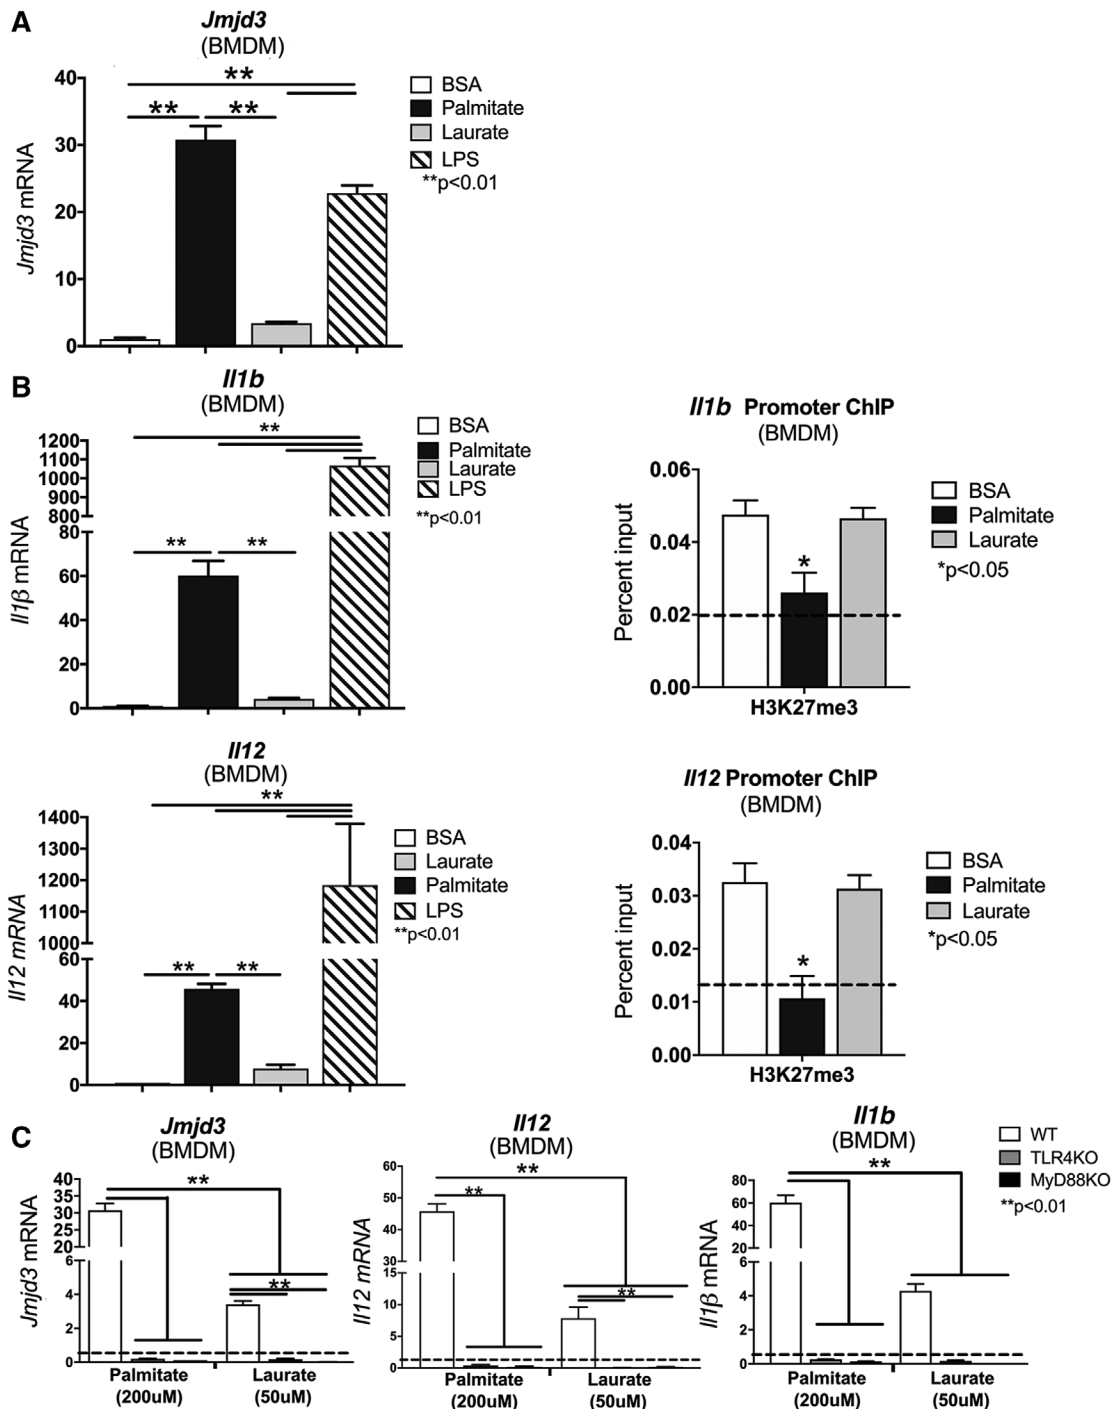 A
Jmjd3
(BMDM)
Jmjd3 mRNA
40
30
20
10
0
**
** **
BSA
Palmitate
Laurate
LPS
**p<0.01
B
Il1b
(BMDM)
Il1β mRNA
1200
1100
1000
900
800
80
60
40
20
0
**
** **
BSA
Palmitate
Laurate
LPS
**p<0.01
Il1b Promoter ChIP
(BMDM)
Percent input
0.06
0.04
0.02
0.00
*
H3K27me3
BSA
Palmitate
Laurate
*p<0.05
Il12
(BMDM)
Il12 mRNA
1400
1300
1200
1100
1000
60
40
20
0
**
** **
BSA
Laurate
Palmitate
LPS
**p<0.01
Il12 Promoter ChIP
(BMDM)
Percent input
0.04
0.03
0.02
0.01
0.00
*
H3K27me3
BSA
Palmitate
Laurate
*p<0.05
C
Jmjd3
(BMDM)
Jmjd3 mRNA
40
35
30
25
20
6
4
2
0
**
**
Palmitate Laurate
(200uM) (50uM)
Il12
(BMDM)
Il12 mRNA
60
50
40
30
15
10
5
0
**
**
**
Palmitate Laurate
(200uM) (50uM)
Il1b
(BMDM)
Il1β mRNA
80
60
40
20
6
4
2
0
**
Palmitate Laurate
(200uM) (50uM)
WT
TLR4KO
MyD88KO
**p<0.01